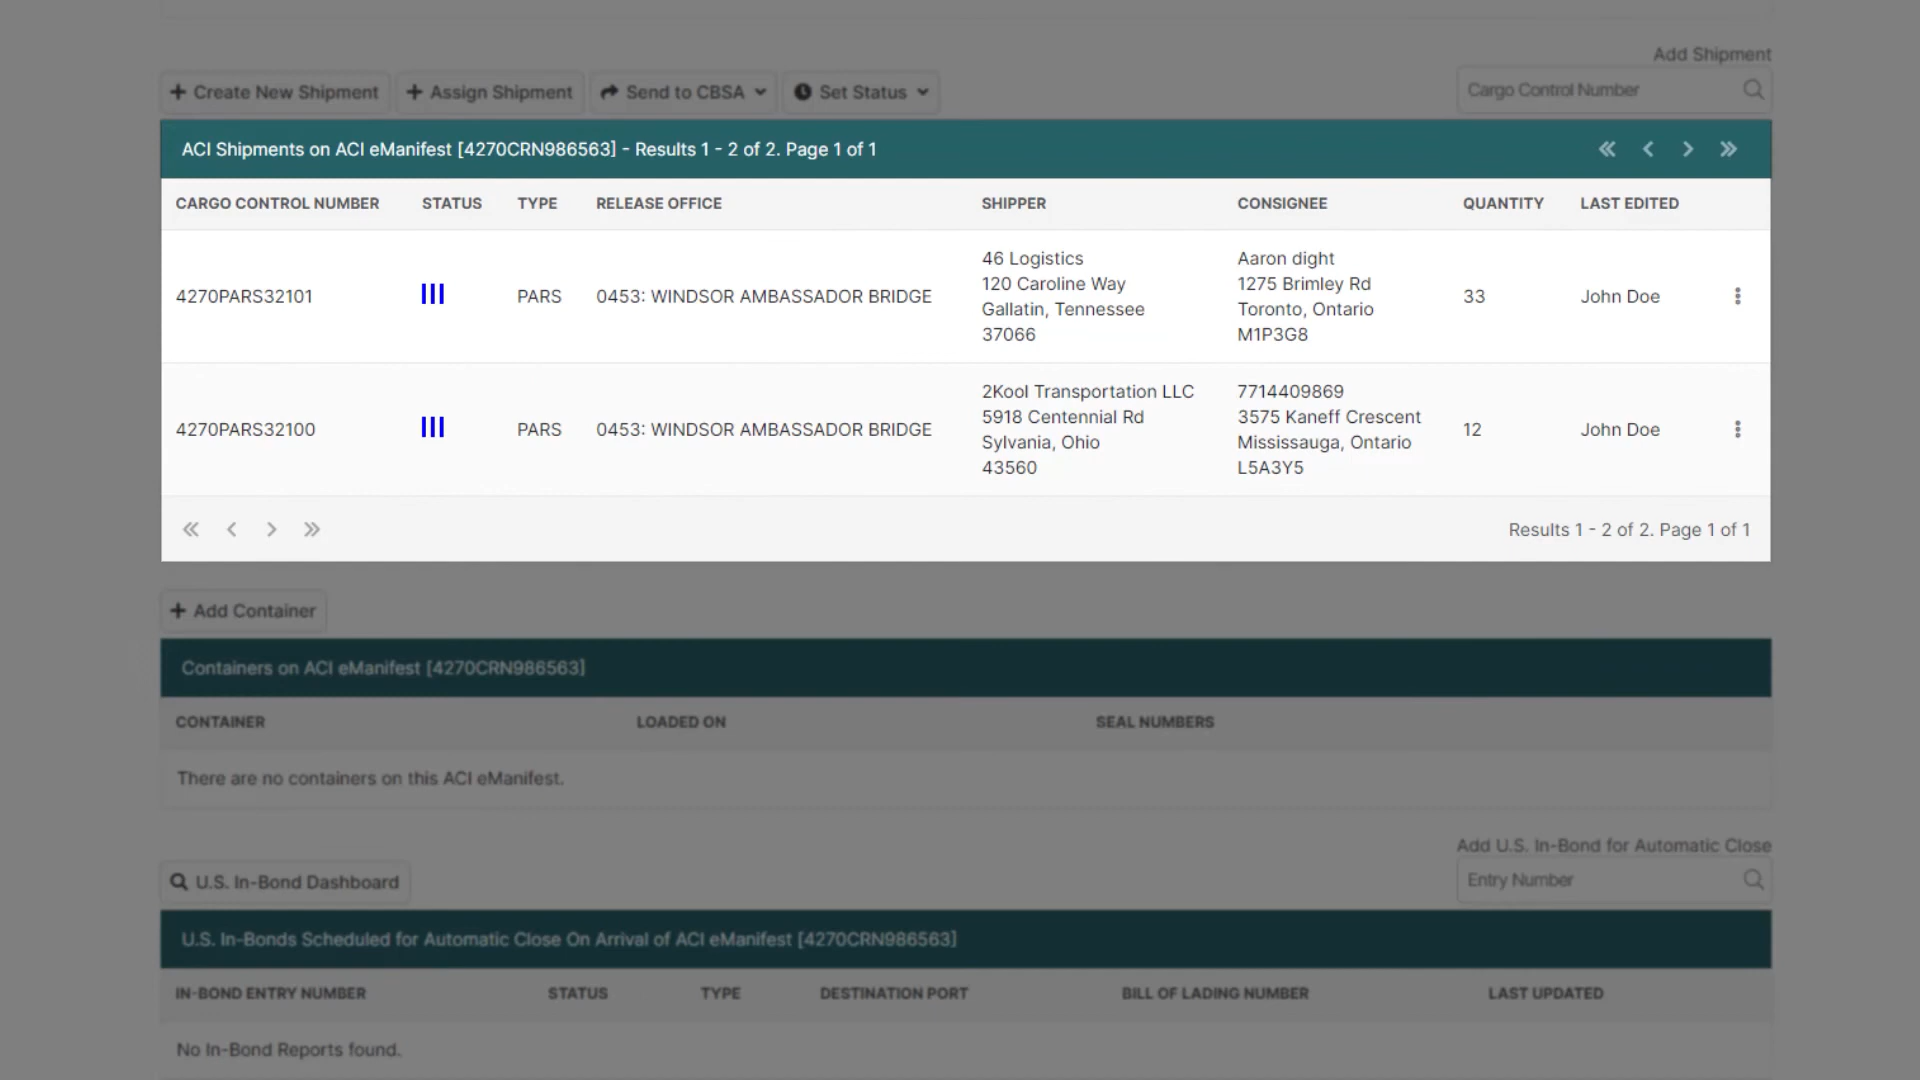 Add Shipment
Create New Shipment Assign Shipment Send to CBSA Set Status Cargo Control Number
ACI Shipments on ACI eManifest [4270CRN986563] - Results 1 - 2 of 2. Page 1 of 1
CARGO CONTROL NUMBER STATUS TYPE RELEASE OFFICE SHIPPER CONSIGNEE QUANTITY LAST EDITED
4270PARS32101 PARS 0453: WINDSOR AMBASSADOR BRIDGE
46 Logistics
120 Caroline Way
Gallatin, Tennessee
37066
Aaron dight
1275 Brimley Rd
Toronto, Ontario
M1P3G8
33 John Doe
4270PARS32100 PARS 0453: WINDSOR AMBASSADOR BRIDGE
2Kool Transportation LLC
5918 Centennial Rd
Sylvania, Ohio
43560
7714409869
3575 Kaneff Crescent
Mississauga, Ontario
L5A3Y5
12 John Doe
Results 1 - 2 of 2. Page 1 of 1
Add Container
Containers on ACI eManifest [4270CRN986563]
CONTAINER LOADED ON SEAL NUMBERS
There are no containers on this ACI eManifest.
Add U.S. In-Bond for Automatic Close
U.S. In-Bond Dashboard Entry Number
U.S. In-Bonds Scheduled for Automatic Close On Arrival of ACI eManifest [4270CRN986563]
IN-BOND ENTRY NUMBER STATUS TYPE DESTINATION PORT BILL OF LADING NUMBER LAST UPDATED
No In-Bond Reports found.